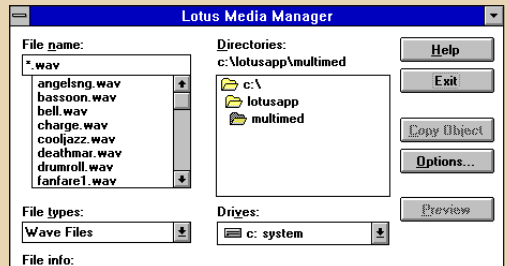 Lotus Media Manager
File name:
*.wav
angelsng.wav
bassoon.wav
bell.wav
charge.wav
cooljazz.wav
deathmar.wav
drumroll.wav
fanfare1.wav
File types:
Wave Files
File info:
Directories:
c:\lotusapp\multimed
c:\
lotusapp
multimed
Drives:
c: system
Help
Exit
Copy Object
Options...
Preview